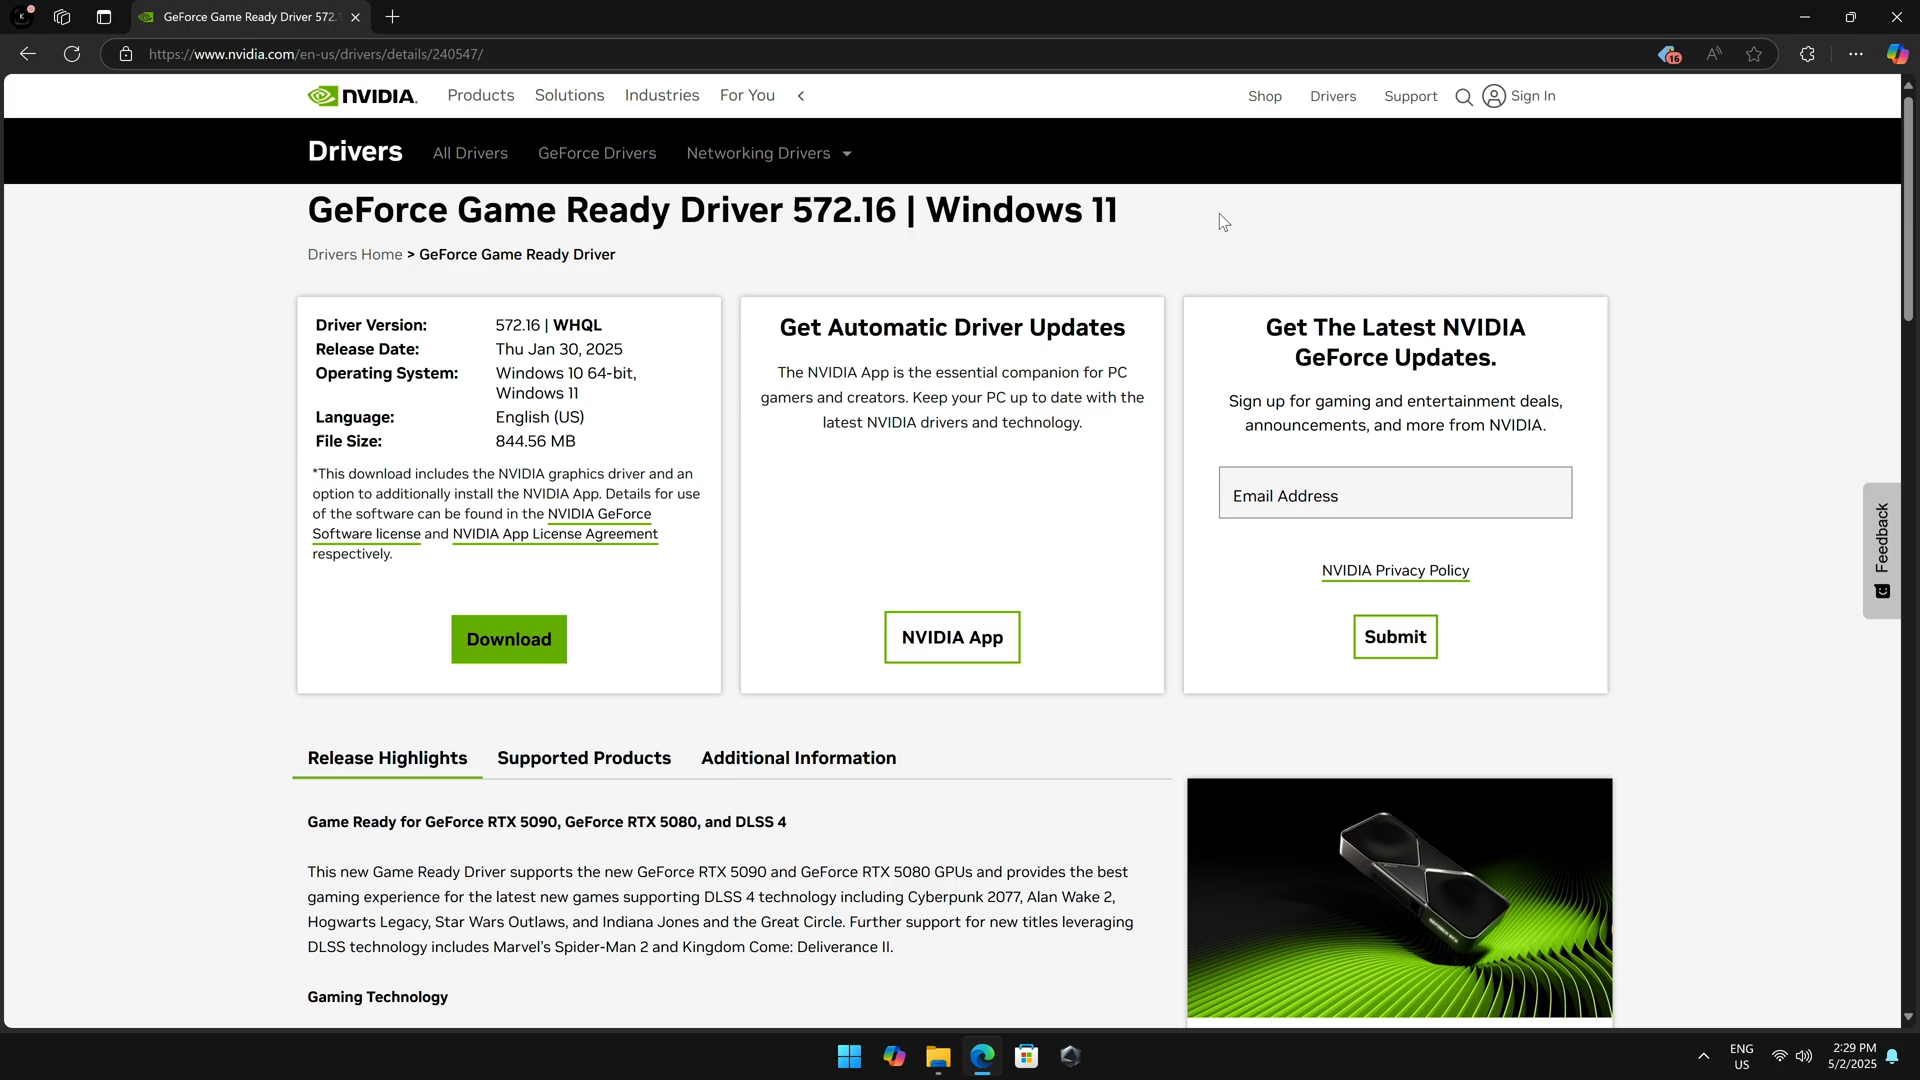 GeForce Game Ready Driver 572.1
https://www.nvidia.com/en-us/drivers/details/240547/
16
NVIDIA.
Products
Solutions
Industries
For You
Shop
Drivers
Support
Sign In
Drivers
All Drivers
GeForce Drivers
Networking Drivers
GeForce Game Ready Driver 572.16 | Windows 11
Drivers Home > GeForce Game Ready Driver
Driver Version: 572.16 | WHQL
Release Date: Thu Jan 30, 2025
Operating System: Windows 10 64-bit,
Windows 11
Language: English (US)
File Size: 844.56 MB
*This download includes the NVIDIA graphics driver and an
option to additionally install the NVIDIA App. Details for use
of the software can be found in the NVIDIA GeForce
Software license and NVIDIA App License Agreement
respectively.
Download
Get Automatic Driver Updates
The NVIDIA App is the essential companion for PC
gamers and creators. Keep your PC up to date with the
latest NVIDIA drivers and technology.
NVIDIA App
Get The Latest NVIDIA
GeForce Updates.
Sign up for gaming and entertainment deals,
announcements, and more from NVIDIA.
Email Address
NVIDIA Privacy Policy
Submit
Feedback
Release Highlights
Supported Products
Additional Information
Game Ready for GeForce RTX 5090, GeForce RTX 5080, and DLSS 4
This new Game Ready Driver supports the new GeForce RTX 5090 and GeForce RTX 5080 GPUs and provides the best
gaming experience for the latest new games supporting DLSS 4 technology including Cyberpunk 2077, Alan Wake 2,
Hogwarts Legacy, Star Wars Outlaws, and Indiana Jones and the Great Circle. Further support for new titles leveraging
DLSS technology includes Marvel's Spider-Man 2 and Kingdom Come: Deliverance II.
Gaming Technology
GEFORCE RTX
ENG
US
2:29 PM
5/2/2025